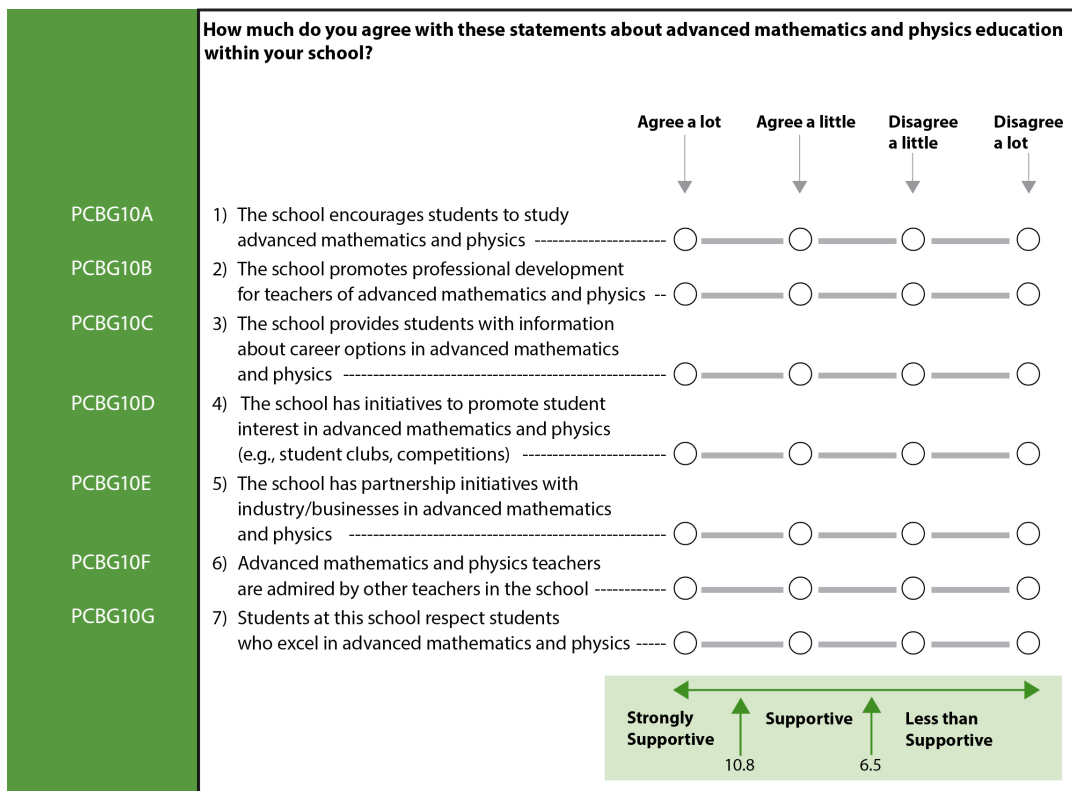 How much do you agree with these statements about advanced mathematics and physics education
within your school?
Agree a lot
Agree a little
Disagree
a little
Disagree
a lot
PCBG10A
1) The school encourages students to study
advanced mathematics and physics
PCBG10B
2) The school promotes professional development
for teachers of advanced mathematics and physics
PCBG10C
3) The school provides students with information
about career options in advanced mathematics
and physics
PCBG10D
4) The school has initiatives to promote student
interest in advanced mathematics and physics
(e.g., student clubs, competitions)
PCBG10E
5) The school has partnership initiatives with
industry/businesses in advanced mathematics
and physics
PCBG10F
6) Advanced mathematics and physics teachers
are admired by other teachers in the school
PCBG10G
7) Students at this school respect students
who excel in advanced mathematics and physics
Strongly
Supportive
Supportive
Less than
Supportive
10.8
6.5